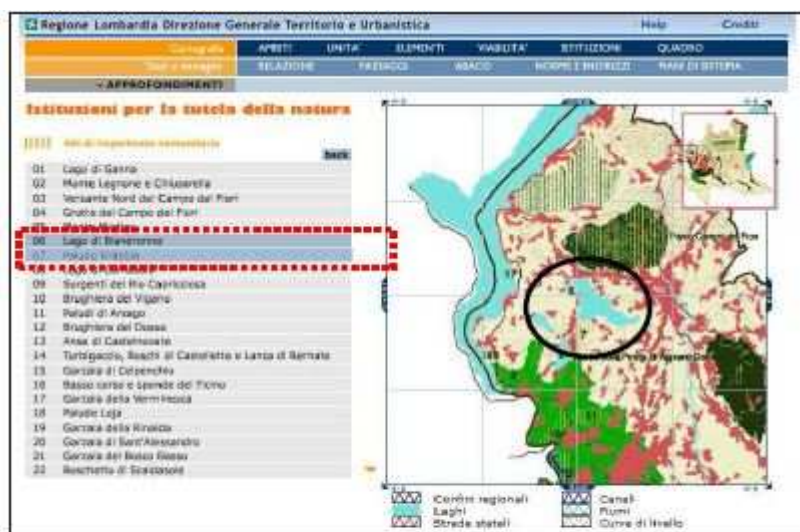 Regione Lombardia Direzione Generale Territorio e Urbanistica Help Crediti
Cartografia AMBITI UNITA' ELEMENTI VIABILITA' ISTITUZIONI QUADRO
RELAZIONE PAESAGGI ABACO NORME E INDIRIZZI PIANI DI SISTEMA
APPROFONDIMENTI
Istituzioni per la tutela della natura
Siti di importanza comunitaria
back
01 Lago di Ganna
02 Monte Legnone e Chiusarella
03 Versante Nord del Campo dei Fiori
04 Grotte del Campo dei Fiori
06 Lago di Biandronno
07 Palude Brabbia
09 Sorgenti del Rio Capricciosa
10 Brughiera del Vigano
11 Paludi di Arsago
12 Brughiera del Dosso
13 Ansa di Castelnovate
14 Turbigaccio, Boschi di Castelletto e Lanca di Bernate
15 Garzaia di Celpenchio
16 Basso corso e sponde del Ticino
17 Garzaia della Verminesca
18 Palude Loja
19 Garzaia della Rinalda
20 Garzaia di Sant'Alessandro
21 Garzaia del Bosco Basso
22 Boschetto di Scaldasole
Confini regionali
Laghi
Strade statali
Canali
Fiumi
Curve di livello